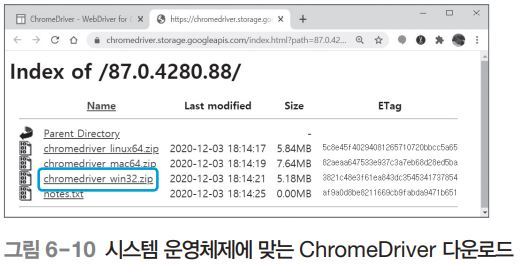 ChromeDriver - WebDriver for C
https://chromedriver.storage.goo
chromedriver.storage.googleapis.com/index.html?path=87.0.42...
Index of /87.0.4280.88/
Name Last modified Size ETag
Parent Directory -
chromedriver_linux64.zip 2020-12-03 18:14:17 5.84MB 5c8e45f40294081265710720bbcc5a65
chromedriver_mac64.zip 2020-12-03 18:14:19 7.64MB 82aeaa647533e937c3a7eb68d28ed5ba
chromedriver_win32.zip 2020-12-03 18:14:21 5.18MB 3821c48e3f61ea843dc3545341737854
notes.txt 2020-12-03 18:14:25 0.00MB af9a0d8be6211669cb9fabda9471b651
그림 6-10 시스템 운영체제에 맞는 ChromeDriver 다운로드